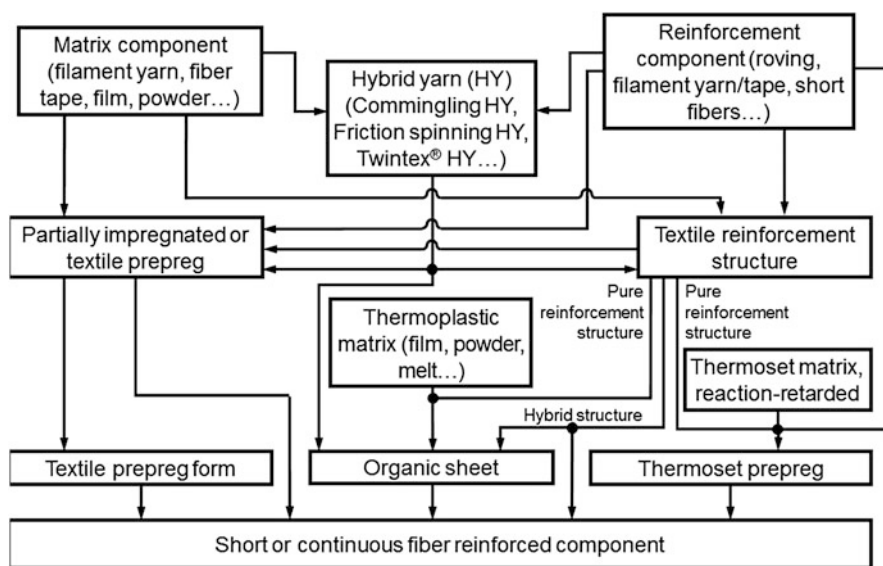 Matrix component
(filament yarn, fiber
tape, film, powder…)
Hybrid yarn (HY)
(Commingling HY,
Friction spinning HY,
Twintex® HY…)
Reinforcement
component (roving,
filament yarn/tape, short
fibers…)
Partially impregnated or
textile prepreg
Textile reinforcement
structure
Pure
reinforcement
structure
Pure
reinforcement
structure
Thermoplastic
matrix (film, powder,
melt…)
Thermoset matrix,
reaction-retarded
Hybrid structure
Textile prepreg form
Organic sheet
Thermoset prepreg
Short or continuous fiber reinforced component